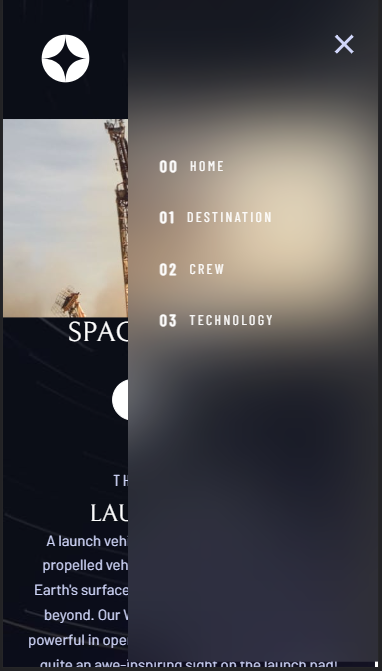 00 HOME
01 DESTINATION
02 CREW
03 TECHNOLOGY
SPAC
TH
LAU
A launch veh
propelled veh
Earth's surface
beyond. Our W
powerful in oper
quite an awe-inspiring sight on the launch pad!